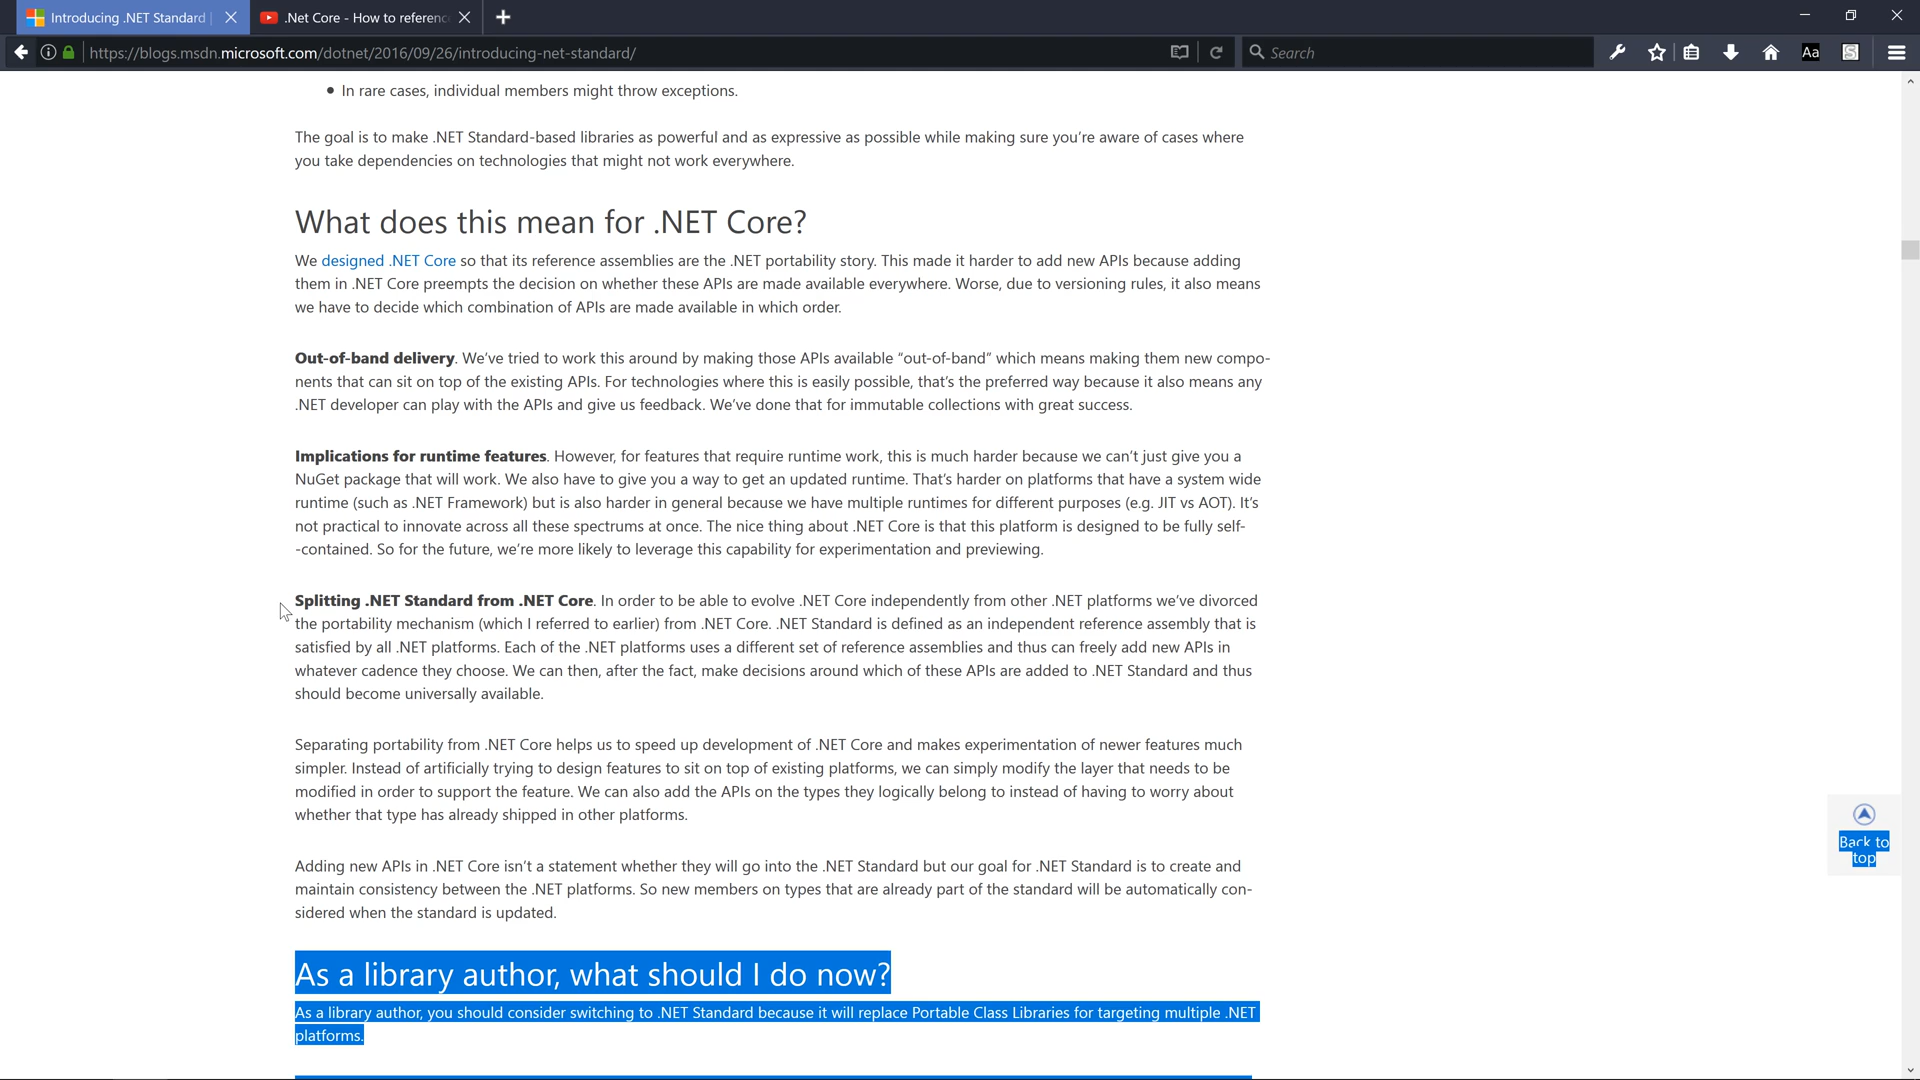 Introducing .NET Standard
.Net Core - How to referenc
https://blogs.msdn.microsoft.com/dotnet/2016/09/26/introducing-net-standard/
Search
Aa
S
• In rare cases, individual members might throw exceptions.
The goal is to make .NET Standard-based libraries as powerful and as expressive as possible while making sure you're aware of cases where
you take dependencies on technologies that might not work everywhere.
What does this mean for .NET Core?
We designed .NET Core so that its reference assemblies are the .NET portability story. This made it harder to add new APIs because adding
them in .NET Core preempts the decision on whether these APIs are made available everywhere. Worse, due to versioning rules, it also means
we have to decide which combination of APIs are made available in which order.
Out-of-band delivery. We've tried to work this around by making those APIs available “out-of-band” which means making them new compo-
nents that can sit on top of the existing APIs. For technologies where this is easily possible, that's the preferred way because it also means any
.NET developer can play with the APIs and give us feedback. We've done that for immutable collections with great success.
Implications for runtime features. However, for features that require runtime work, this is much harder because we can't just give you a
NuGet package that will work. We also have to give you a way to get an updated runtime. That's harder on platforms that have a system wide
runtime (such as .NET Framework) but is also harder in general because we have multiple runtimes for different purposes (e.g. JIT vs AOT). It's
not practical to innovate across all these spectrums at once. The nice thing about .NET Core is that this platform is designed to be fully self-
-contained. So for the future, we're more likely to leverage this capability for experimentation and previewing.
Splitting .NET Standard from .NET Core. In order to be able to evolve .NET Core independently from other .NET platforms we've divorced
the portability mechanism (which I referred to earlier) from .NET Core. .NET Standard is defined as an independent reference assembly that is
satisfied by all .NET platforms. Each of the .NET platforms uses a different set of reference assemblies and thus can freely add new APIs in
whatever cadence they choose. We can then, after the fact, make decisions around which of these APIs are added to .NET Standard and thus
should become universally available.
Separating portability from .NET Core helps us to speed up development of .NET Core and makes experimentation of newer features much
simpler. Instead of artificially trying to design features to sit on top of existing platforms, we can simply modify the layer that needs to be
modified in order to support the feature. We can also add the APIs on the types they logically belong to instead of having to worry about
whether that type has already shipped in other platforms.
Back to
top
Adding new APIs in .NET Core isn't a statement whether they will go into the .NET Standard but our goal for .NET Standard is to create and
maintain consistency between the .NET platforms. So new members on types that are already part of the standard will be automatically con-
sidered when the standard is updated.
As a library author, what should I do now?
As a library author, you should consider switching to .NET Standard because it will replace Portable Class Libraries for targeting multiple .NET
platforms.